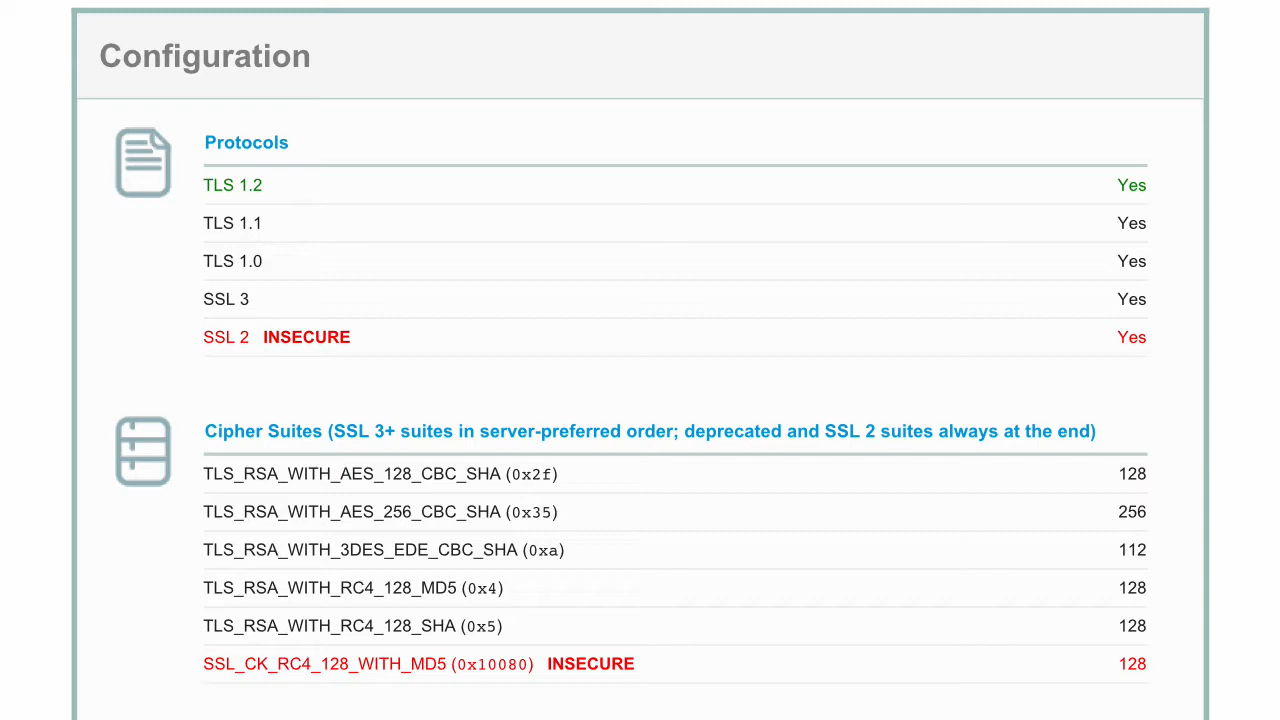 Configuration
Protocols
TLS 1.2 Yes
TLS 1.1 Yes
TLS 1.0 Yes
SSL 3 Yes
SSL 2 INSECURE Yes
Cipher Suites (SSL 3+ suites in server-preferred order; deprecated and SSL 2 suites always at the end)
TLS_RSA_WITH_AES_128_CBC_SHA (0x2f) 128
TLS_RSA_WITH_AES_256_CBC_SHA (0x35) 256
TLS_RSA_WITH_3DES_EDE_CBC_SHA (0xa) 112
TLS_RSA_WITH_RC4_128_MD5 (0x4) 128
TLS_RSA_WITH_RC4_128_SHA (0x5) 128
SSL_CK_RC4_128_WITH_MD5 (0x10080) INSECURE 128